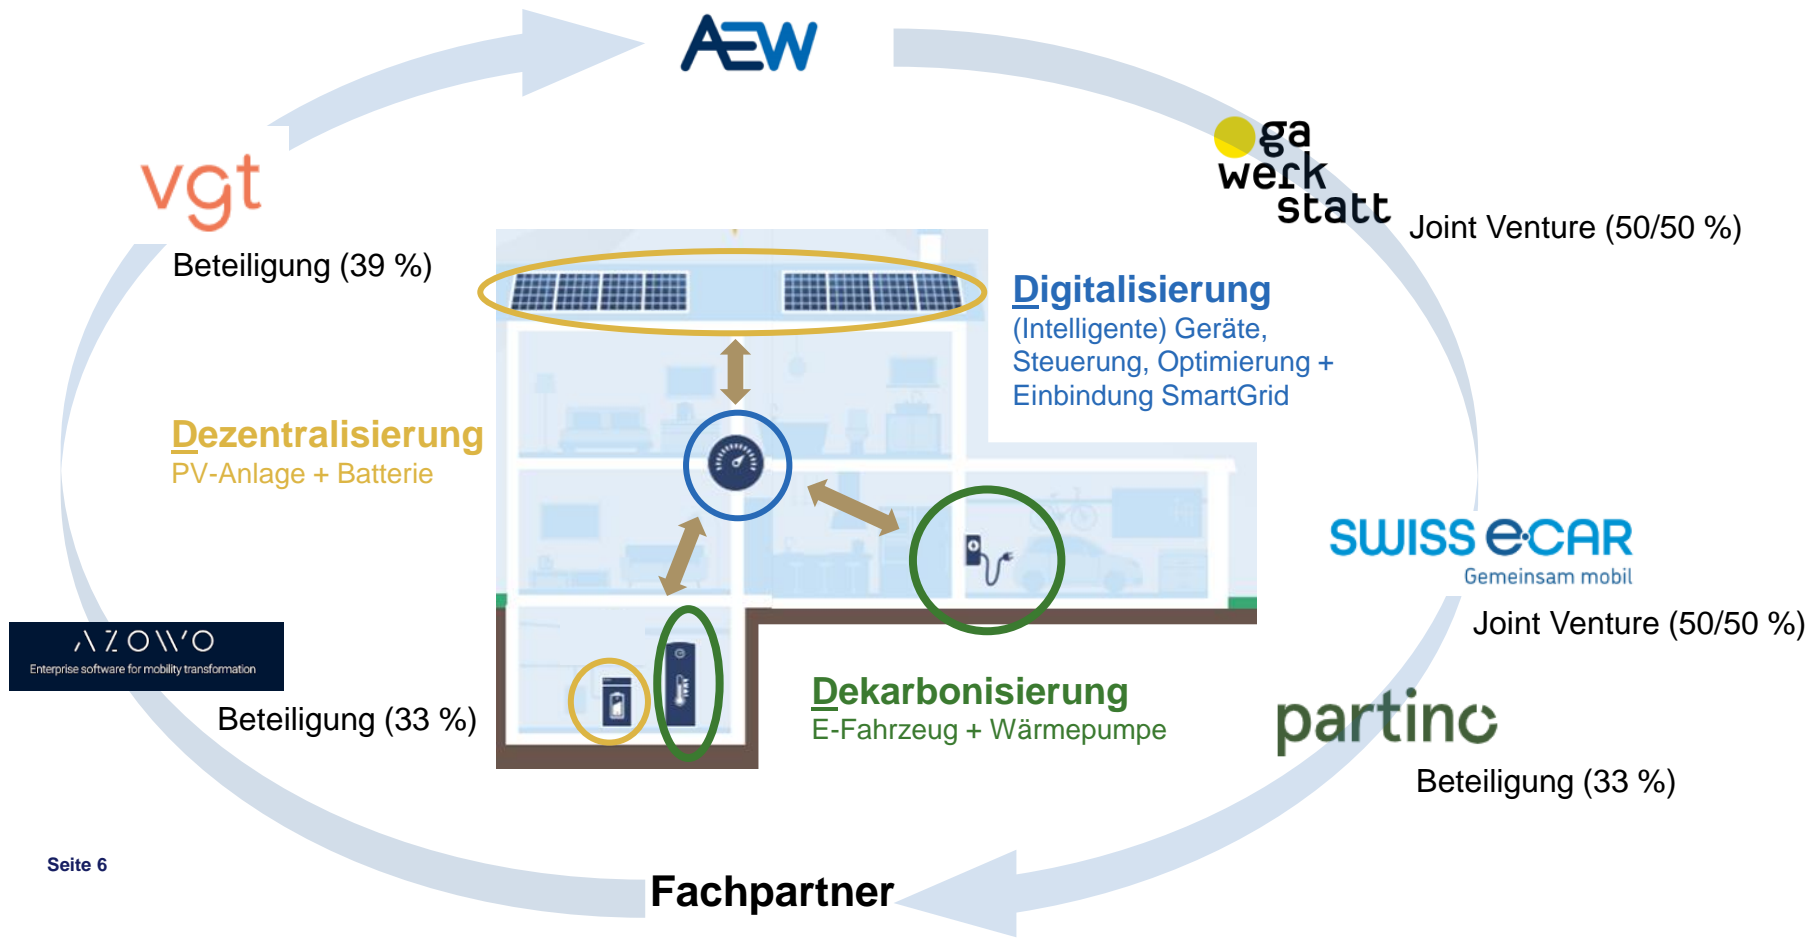 AEW
ga
werk
statt
Joint Venture (50/50 %)
vgt
Beteiligung (39 %)
Digitalisierung
(Intelligente) Geräte,
Steuerung, Optimierung +
Einbindung SmartGrid
Dezentralisierung
PV-Anlage + Batterie
SWISS e·CAR
Gemeinsam mobil
Joint Venture (50/50 %)
AZOWO
Enterprise software for mobility transformation
Beteiligung (33 %)
Dekarbonisierung
E-Fahrzeug + Wärmepumpe
partino
Beteiligung (33 %)
Seite 6
Fachpartner